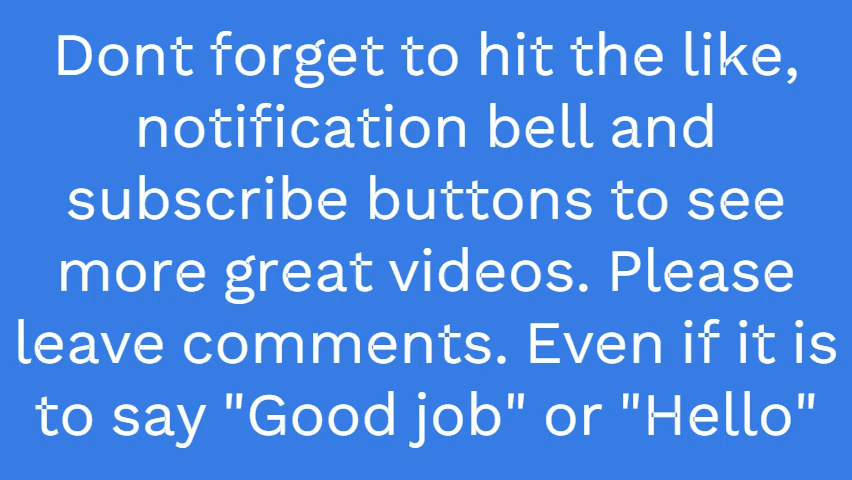 Dont forget to hit the like,
notification bell and
subscribe buttons to see
more great videos. Please
leave comments. Even if it is
to say "Good job" or "Hello"